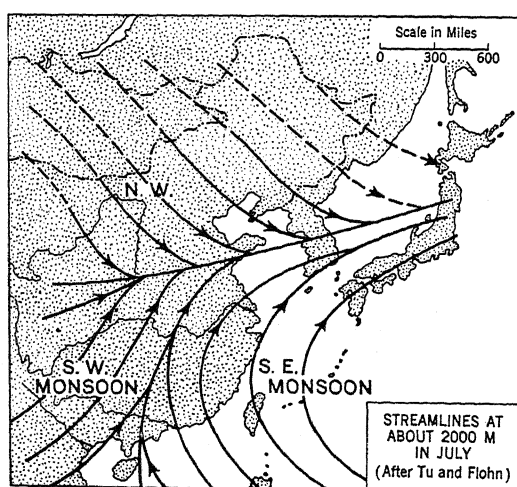 Scale in Miles
0 300 600
N. W.
S. W.
MONSOON
S. E.
MONSOON
STREAMLINES AT
ABOUT 2000 M
IN JULY
(After Tu and Flohn)